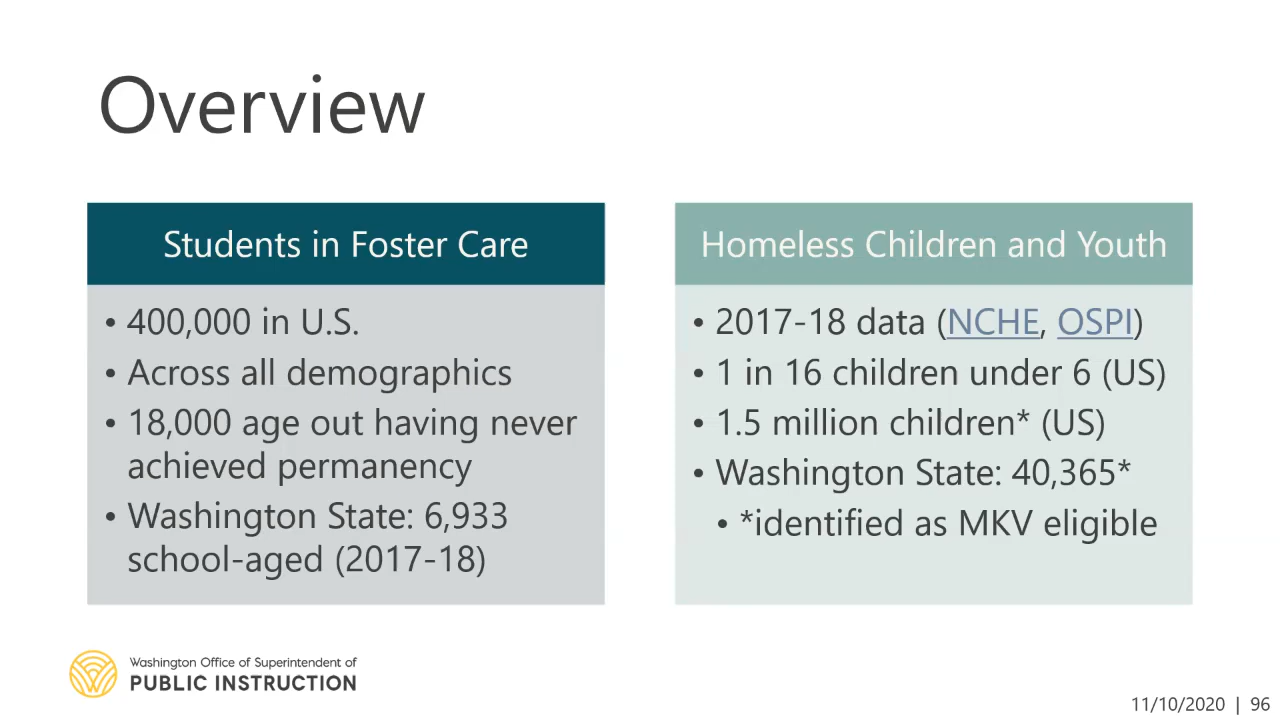 Overview
Students in Foster Care
• 400,000 in U.S.
• Across all demographics
• 18,000 age out having never
achieved permanency
• Washington State: 6,933
school-aged (2017-18)
Homeless Children and Youth
• 2017-18 data (NCHE, OSPI)
• 1 in 16 children under 6 (US)
• 1.5 million children* (US)
• Washington State: 40,365*
• *identified as MKV eligible
Washington Office of Superintendent of
PUBLIC INSTRUCTION
11/10/2020 | 96